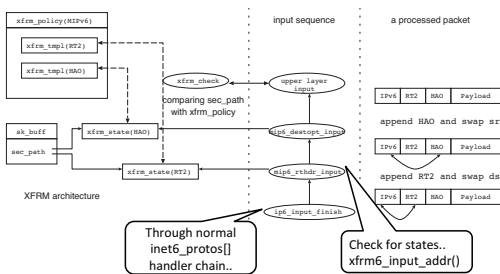 xfrm_policy(MIPv6)
xfrm_tmpl(RT2)
xfrm_tmpl(HAO)
sk_buff
sec_path
xfrm_state(HAO)
xfrm_state(RT2)
XFRM architecture
input sequence
xfrm_check
comparing sec_path
with xfrm_policy
upper layer
input
mip6_destopt_input
mip6_rthdr_input
ip6_input_finish
Through normal
inet6_protos[]
handler chain..
Check for states..
xfrm6_input_addr()
a processed packet
IPv6 RT2 HAO Payload
append HAO and swap sr
IPv6 RT2 HAO Payload
append RT2 and swap ds
IPv6 RT2 HAO Payload